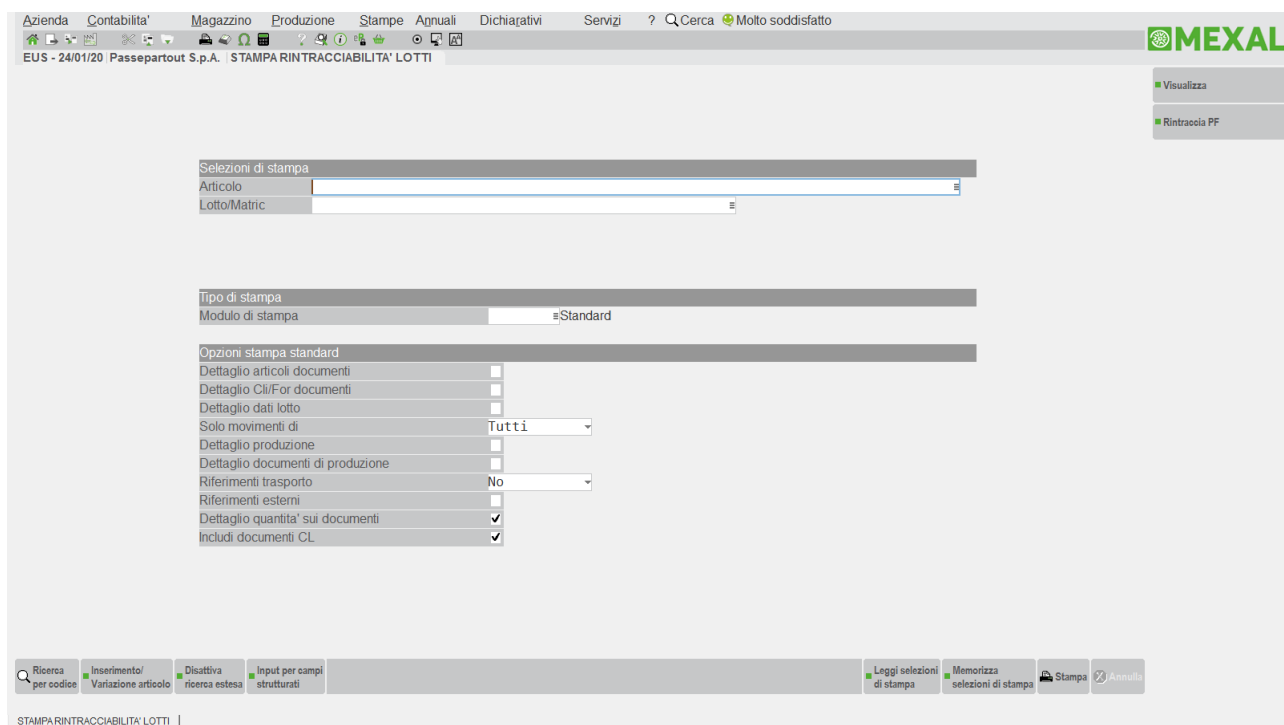 Azienda Contabilita' Magazzino Produzione Stampe Annuali Dichiarativi Servizi ? Cerca Molto soddisfatto
MEXAL
EUS - 24/01/20 Passepartout S.p.A. STAMPA RINTRACCIABILITA' LOTTI
Visualizza
Rintraccia PF
Selezioni di stampa
Articolo
Lotto/Matric
Tipo di stampa
Modulo di stampa Standard
Opzioni stampa standard
Dettaglio articoli documenti
Dettaglio Cli/For documenti
Dettaglio dati lotto
Solo movimenti di Tutti
Dettaglio produzione
Dettaglio documenti di produzione
Riferimenti trasporto No
Riferimenti esterni
Dettaglio quantita' sui documenti
Includi documenti CL
Ricerca per codice
Inserimento/ Variazione articolo
Disattiva ricerca estesa
Input per campi strutturati
Leggi selezioni di stampa
Memorizza selezioni di stampa
Stampa
Annulla
STAMPA RINTRACCIABILITA' LOTTI